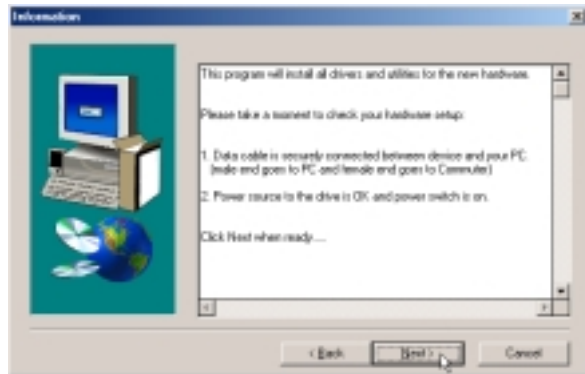 Information
This program will install all drivers and utilities for the new hardware.
Please take a moment to check your hardware setup:
1. Data cable is securely connected between device and your PC.
(male end goes to PC and female end goes to Commuter)
2. Power source to the drive is OK and power switch is on.
Click Next when ready....
< Back
Next >
Cancel